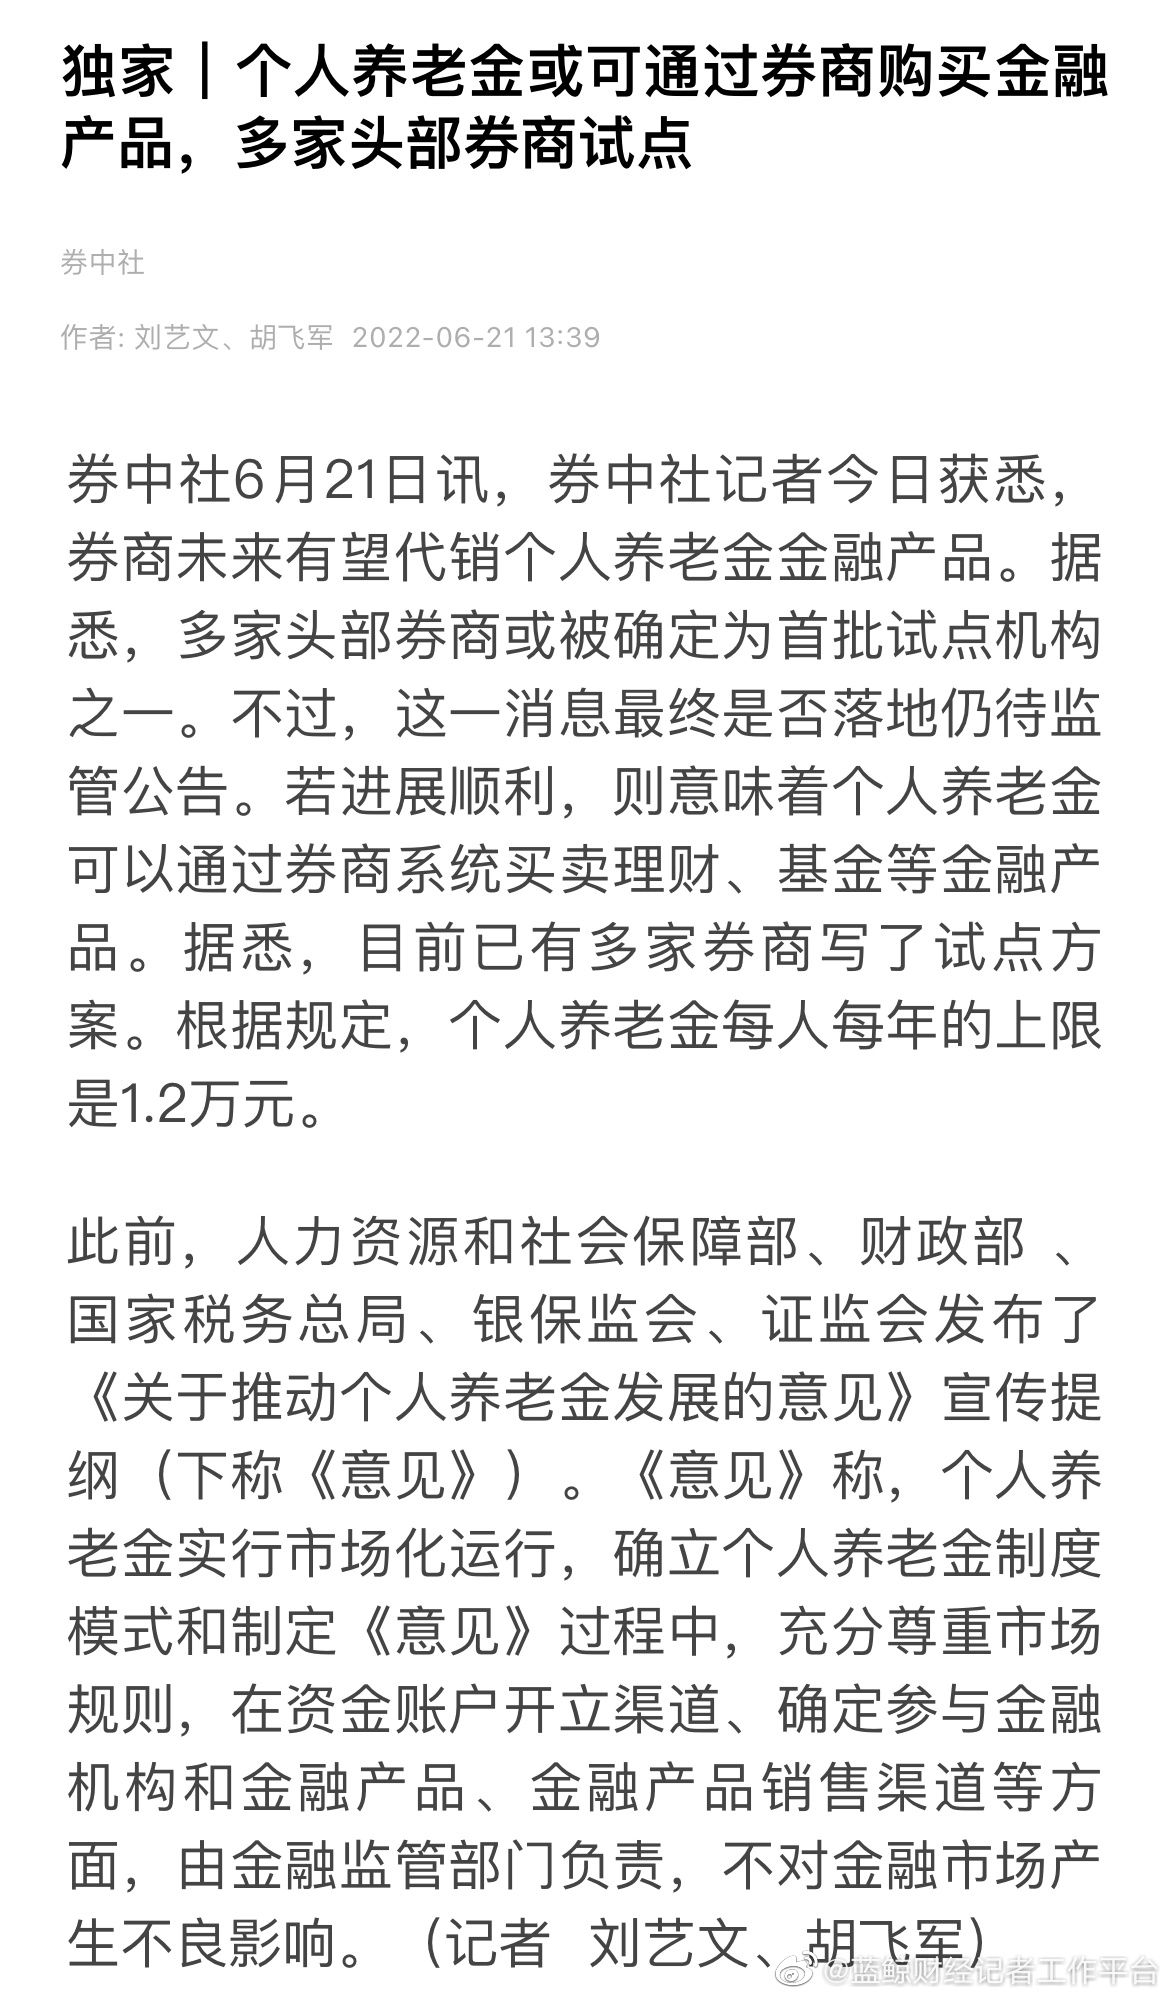 独家｜个人养老金或可通过券商购买金融
产品，多家头部券商试点
券中社
作者: 刘艺文、胡飞军 2022-06-21 13:39
券中社6月21日讯，券中社记者今日获悉，
券商未来有望代销个人养老金金融产品。据
悉，多家头部券商或被确定为首批试点机构
之一。不过，这一消息最终是否落地仍待监
管公告。若进展顺利，则意味着个人养老金
可以通过券商系统买卖理财、基金等金融产
品。据悉，目前已有多家券商写了试点方
案。根据规定，个人养老金每人每年的上限
是1.2万元。
此前，人力资源和社会保障部、财政部 、
国家税务总局、银保监会、证监会发布了
《关于推动个人养老金发展的意见》宣传提
纲（下称《意见》）。《意见》称，个人养
老金实行市场化运行，确立个人养老金制度
模式和制定《意见》过程中，充分尊重市场
规则，在资金账户开立渠道、确定参与金融
机构和金融产品、金融产品销售渠道等方
面，由金融监管部门负责，不对金融市场产
生不良影响。（记者 刘艺文、胡飞军）
@蓝鲸财经记者工作平台